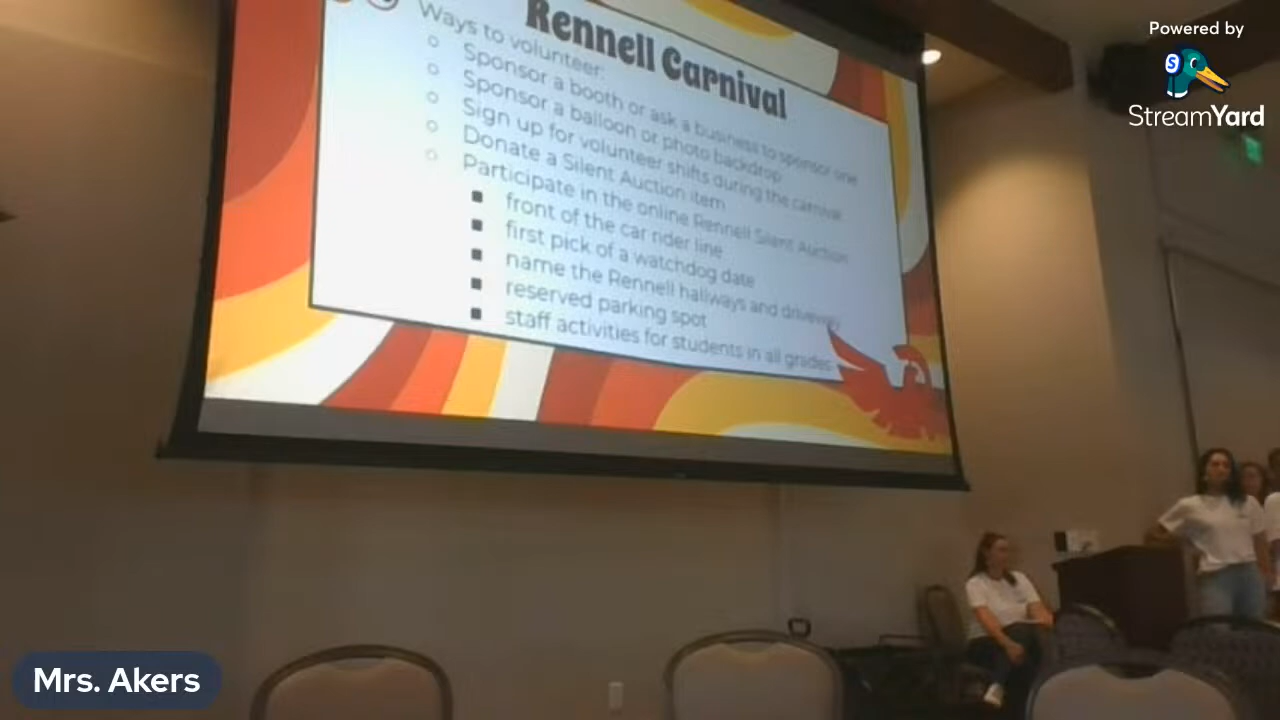 Rennell Carnival
Ways to volunteer:
Sponsor a booth or ask a business to sponsor one
Sponsor a balloon or photo backdrop
Sign up for volunteer shifts during the carnival
Donate a Silent Auction item
Participate in the online Rennell Silent Auction
front of the car rider line
first pick of a watchdog date
name the Rennell hallways and driveway
reserved parking spot
staff activities for students in all grades
Powered by
S
StreamYard
Mrs. Akers